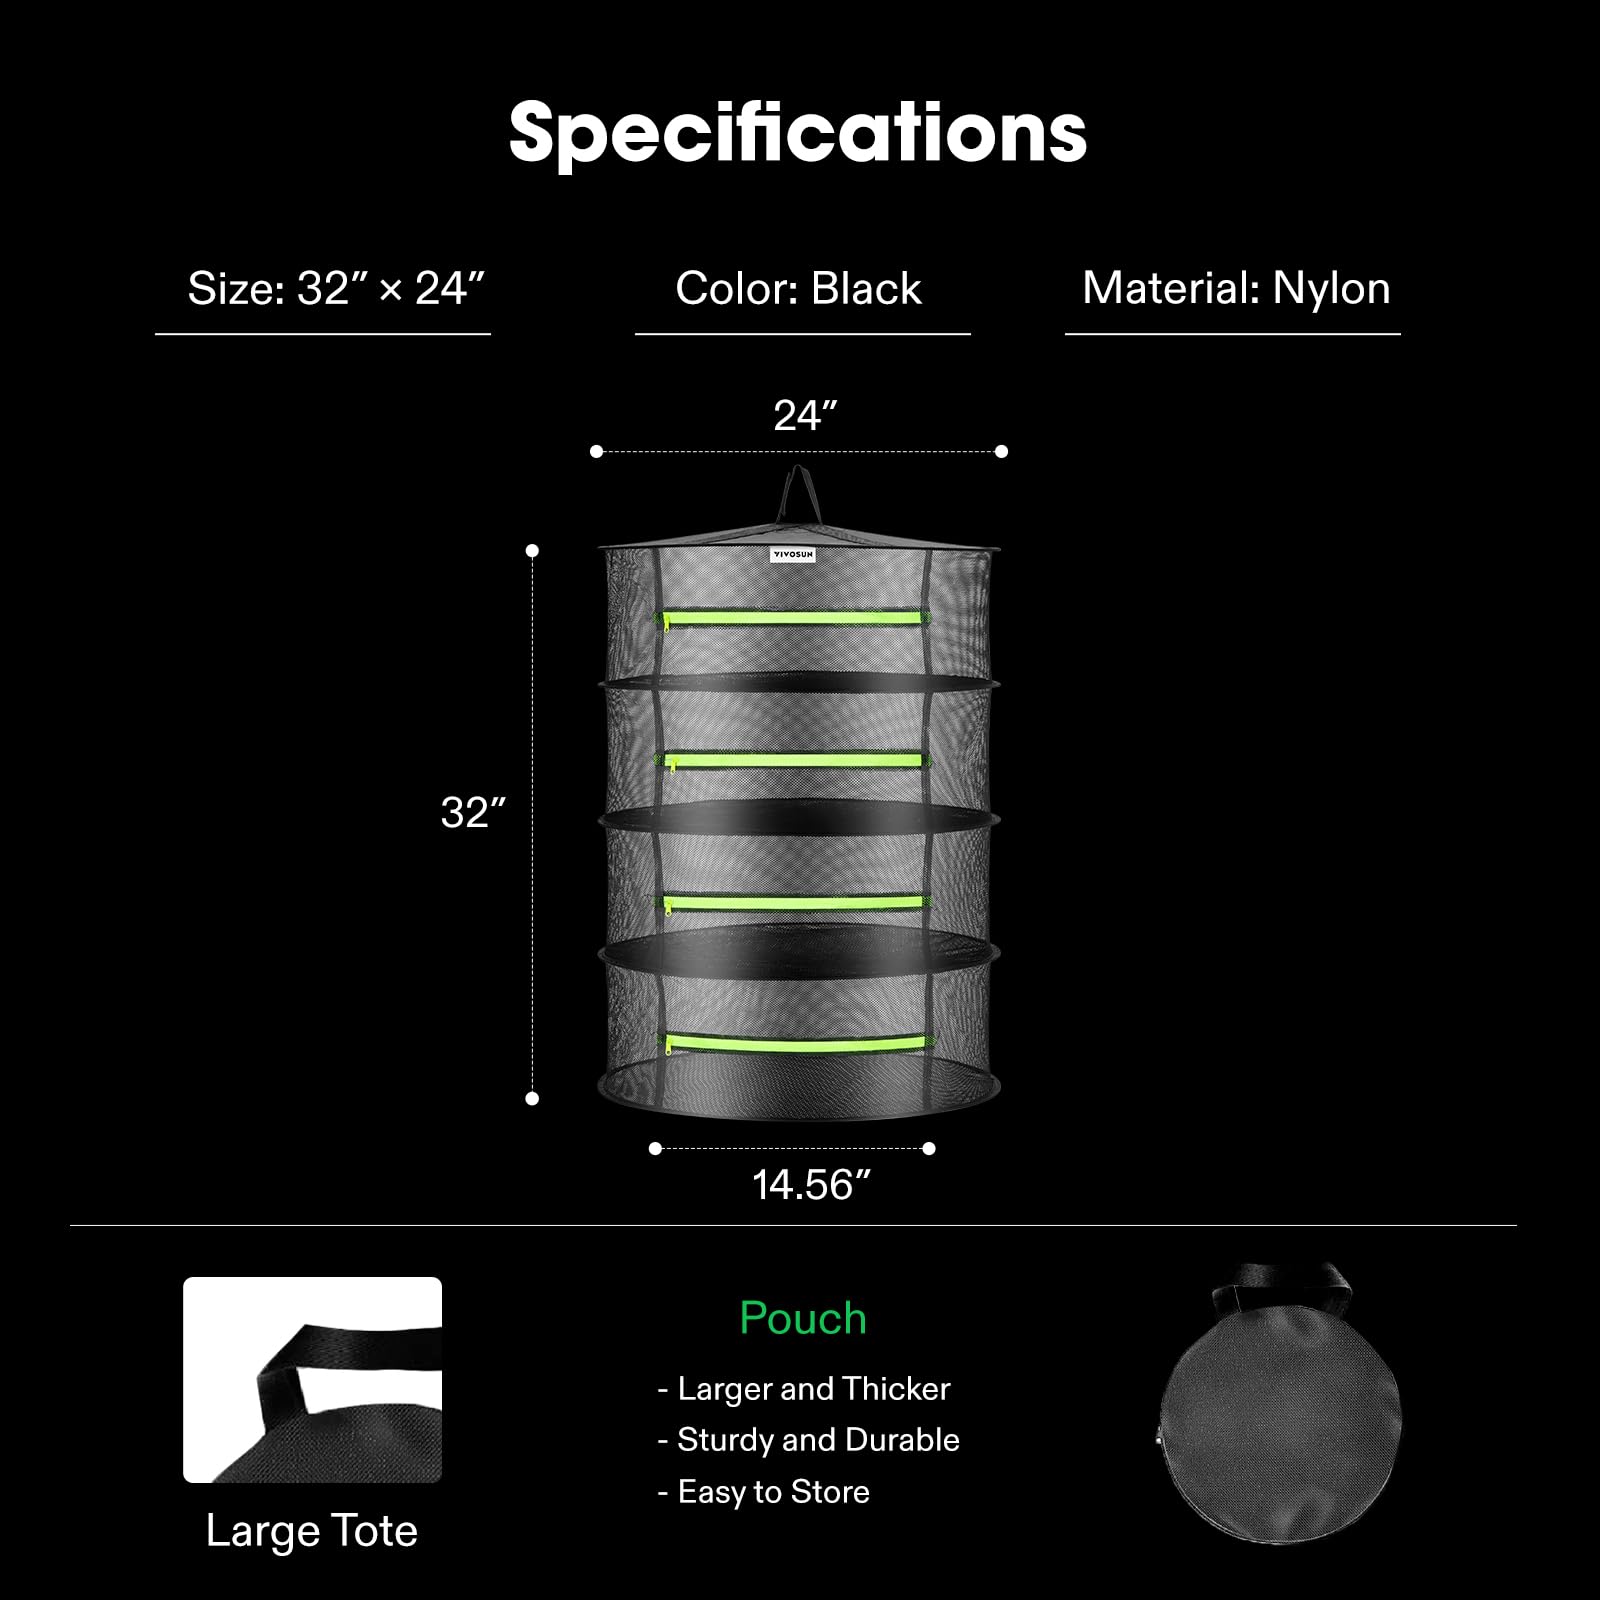 Specifications
Size: 32″ × 24″
Color: Black
Material: Nylon
24″
VIVOSUN
32″
14.56″
Pouch
- Larger and Thicker
- Sturdy and Durable
- Easy to Store
Large Tote